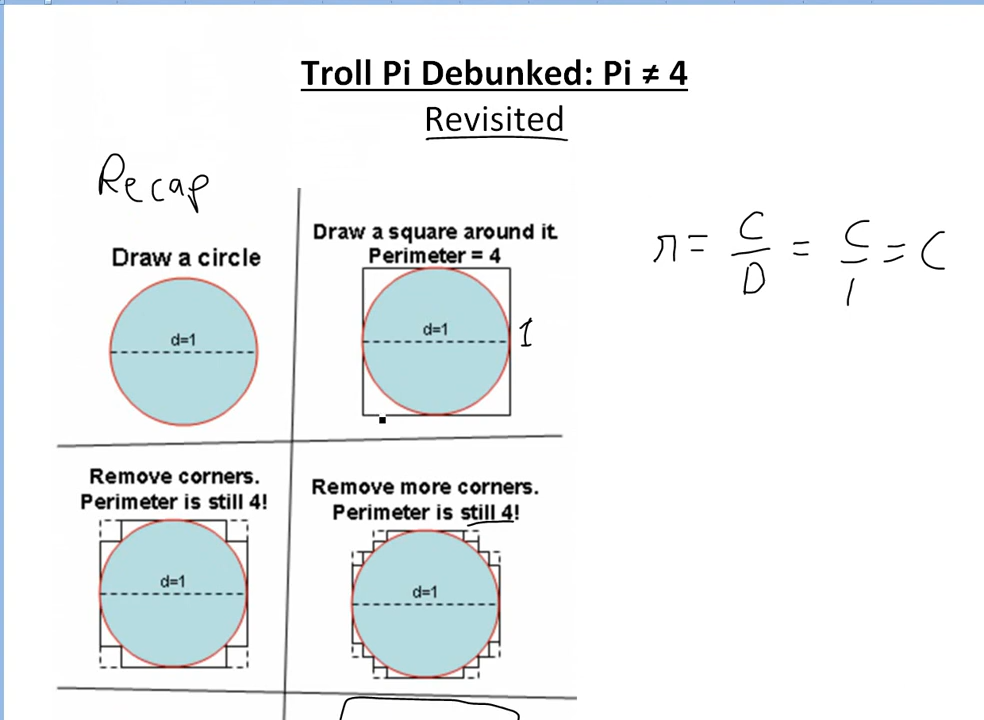 Troll Pi Debunked: Pi ≠ 4
Revisited
Recap
Draw a circle
d=1
Draw a square around it.
Perimeter = 4
d=1
1
π = C/D = C/1 = C
Remove corners.
Perimeter is still 4!
d=1
Remove more corners.
Perimeter is still 4!
d=1